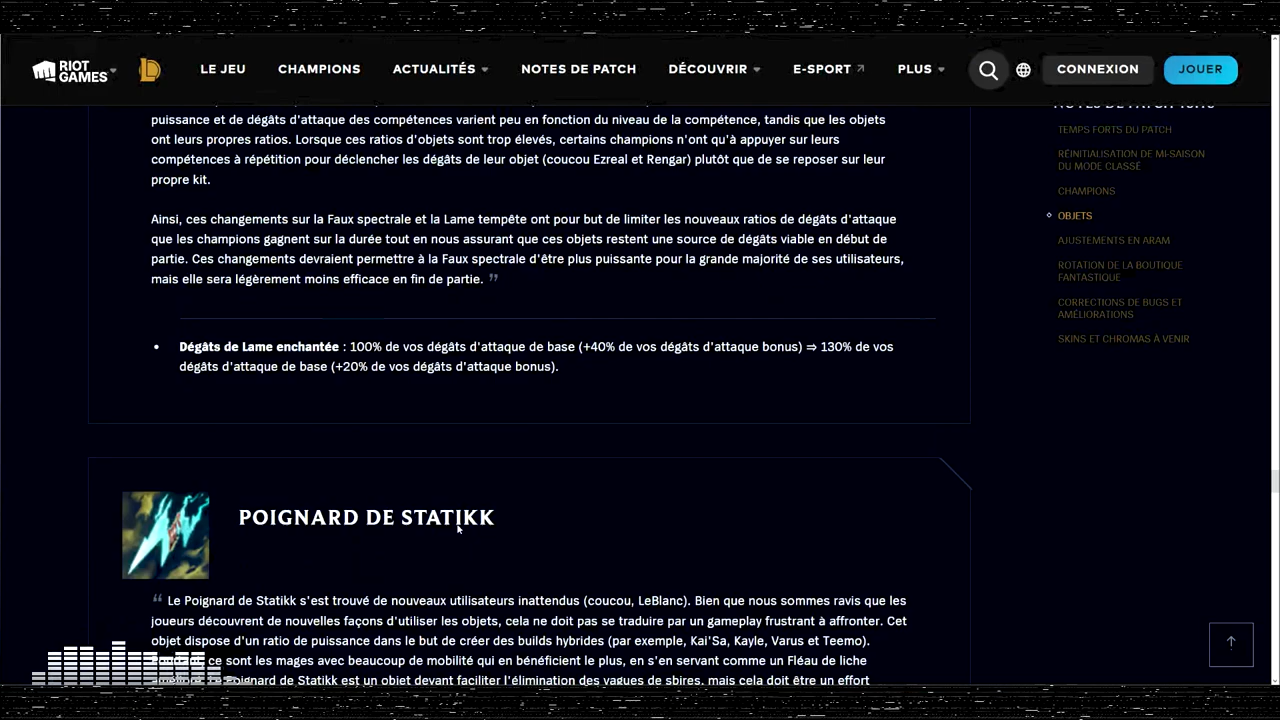 RIOT
GAMES
LE JEU
CHAMPIONS
ACTUALITÉS
NOTES DE PATCH
DÉCOUVRIR
E-SPORT
PLUS
CONNEXION
JOUER
puissance et de dégâts d'attaque des compétences varient peu en fonction du niveau de la compétence, tandis que les objets
ont leurs propres ratios. Lorsque ces ratios d'objets sont trop élevés, certains champions n'ont qu'à appuyer sur leurs
compétences à répétition pour déclencher les dégâts de leur objet (coucou Ezreal et Rengar) plutôt que de se reposer sur leur
propre kit.
Ainsi, ces changements sur la Faux spectrale et la Lame tempête ont pour but de limiter les nouveaux ratios de dégâts d'attaque
que les champions gagnent sur la durée tout en nous assurant que ces objets restent une source de dégâts viable en début de
partie. Ces changements devraient permettre à la Faux spectrale d'être plus puissante pour la grande majorité de ses utilisateurs,
mais elle sera légèrement moins efficace en fin de partie. ”
• Dégâts de Lame enchantée : 100% de vos dégâts d'attaque de base (+40% de vos dégâts d'attaque bonus) ⇒ 130% de vos
dégâts d'attaque de base (+20% de vos dégâts d'attaque bonus).
POIGNARD DE STATIKK
“ Le Poignard de Statikk s'est trouvé de nouveaux utilisateurs inattendus (coucou, LeBlanc). Bien que nous sommes ravis que les
joueurs découvrent de nouvelles façons d'utiliser les objets, cela ne doit pas se traduire par un gameplay frustrant à affronter. Cet
objet dispose d'un ratio de puissance dans le but de créer des builds hybrides (par exemple, Kai'Sa, Kayle, Varus et Teemo).
ce sont les mages avec beaucoup de mobilité qui en bénéficient le plus, en s'en servant comme un Fléau de liche
Poignard de Statikk est un objet devant faciliter l'élimination des vagues de sbires, mais cela doit être un effort
NOTES DE PATCH
TEMPS FORTS DU PATCH
RÉINITIALISATION DE MI-SAISON
DU MODE CLASSÉ
CHAMPIONS
OBJETS
AJUSTEMENTS EN ARAM
ROTATION DE LA BOUTIQUE
FANTASTIQUE
CORRECTIONS DE BUGS ET
AMÉLIORATIONS
SKINS ET CHROMAS À VENIR